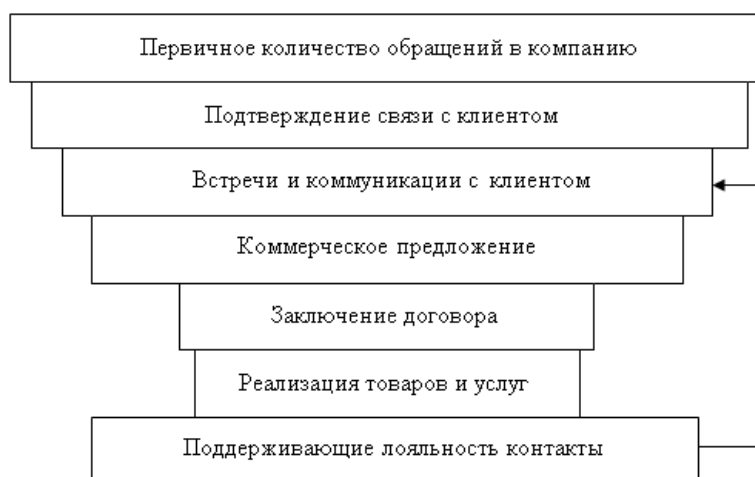 Первичное количество обращений в компанию
Подтверждение связи с клиентом
Встречи и коммуникации с клиентом
Коммерческое предложение
Заключение договора
Реализация товаров и услуг
Поддерживающие лояльность контакты